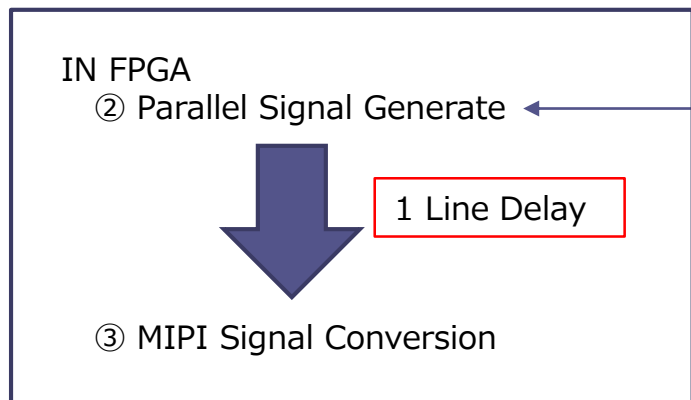 IN FPGA
② Parallel Signal Generate
1 Line Delay
③ MIPI Signal Conversion